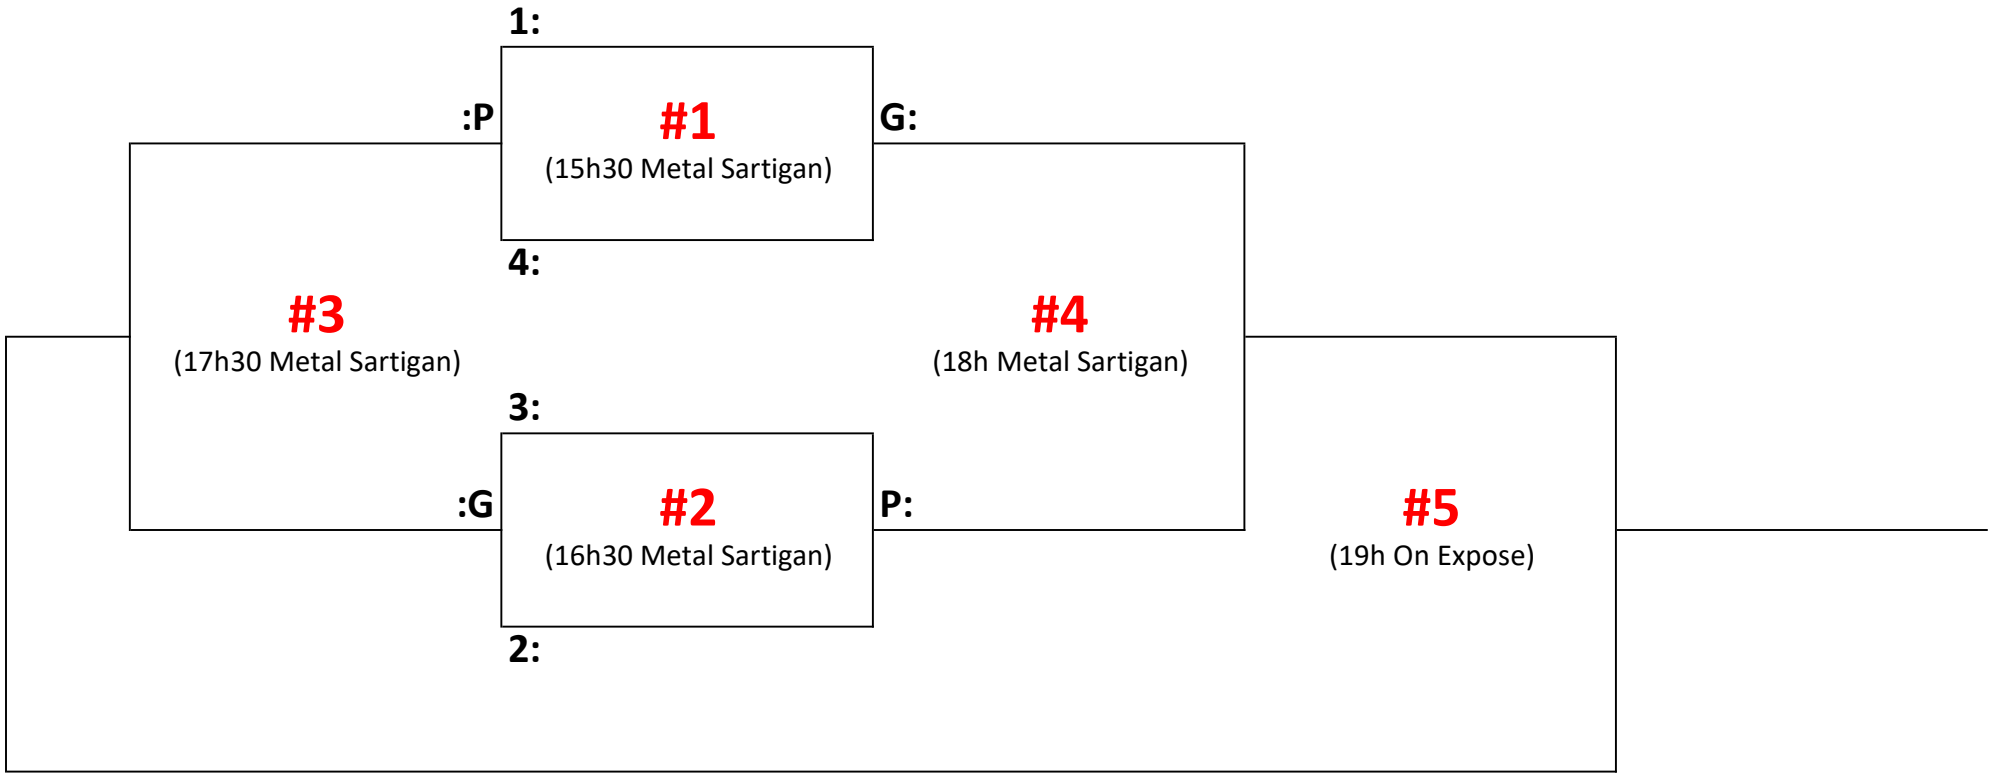 1:
:P
#1
G:
(15h30 Metal Sartigan)
4:
#3
(17h30 Metal Sartigan)
#4
(18h Metal Sartigan)
3:
:G
#2
P:
(16h30 Metal Sartigan)
#5
(19h On Expose)
2: